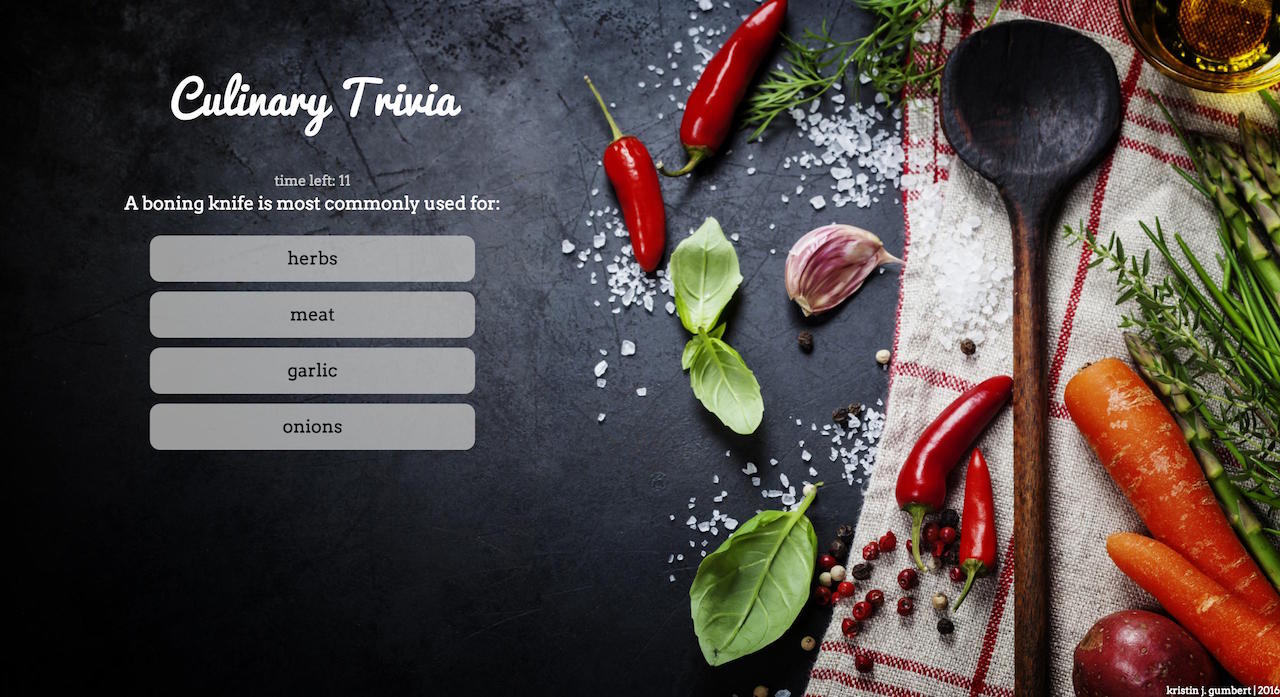 Culinary Trivia
time left: 11
A boning knife is most commonly used for:
herbs
meat
garlic
onions
kristin j. gumbert | 2016